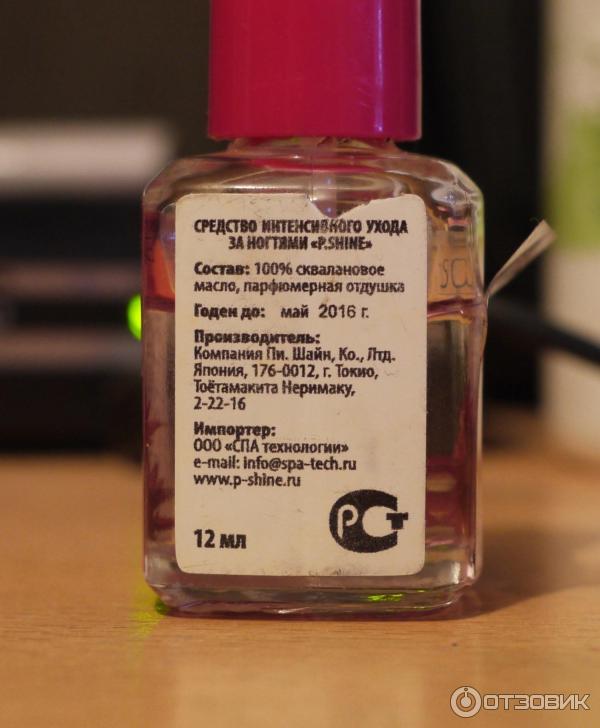 СРЕДСТВО ИНТЕНСИВНОГО УХОДА
ЗА НОГТЯМИ «P.SHINE»
Состав: 100% сквалановое
масло, парфюмерная отдушка
Годен до: май 2016 г.
Производитель:
Компания Пи. Шайн, Ко., Лтд.
Япония, 176-0012, г. Токио,
Тоётамакита Неримаку,
2-22-16
Импортер:
ООО «СПА технологии»
e-mail: info@spa-tech.ru
www.p-shine.ru
12 мл
РСТ
ОТЗОВИК